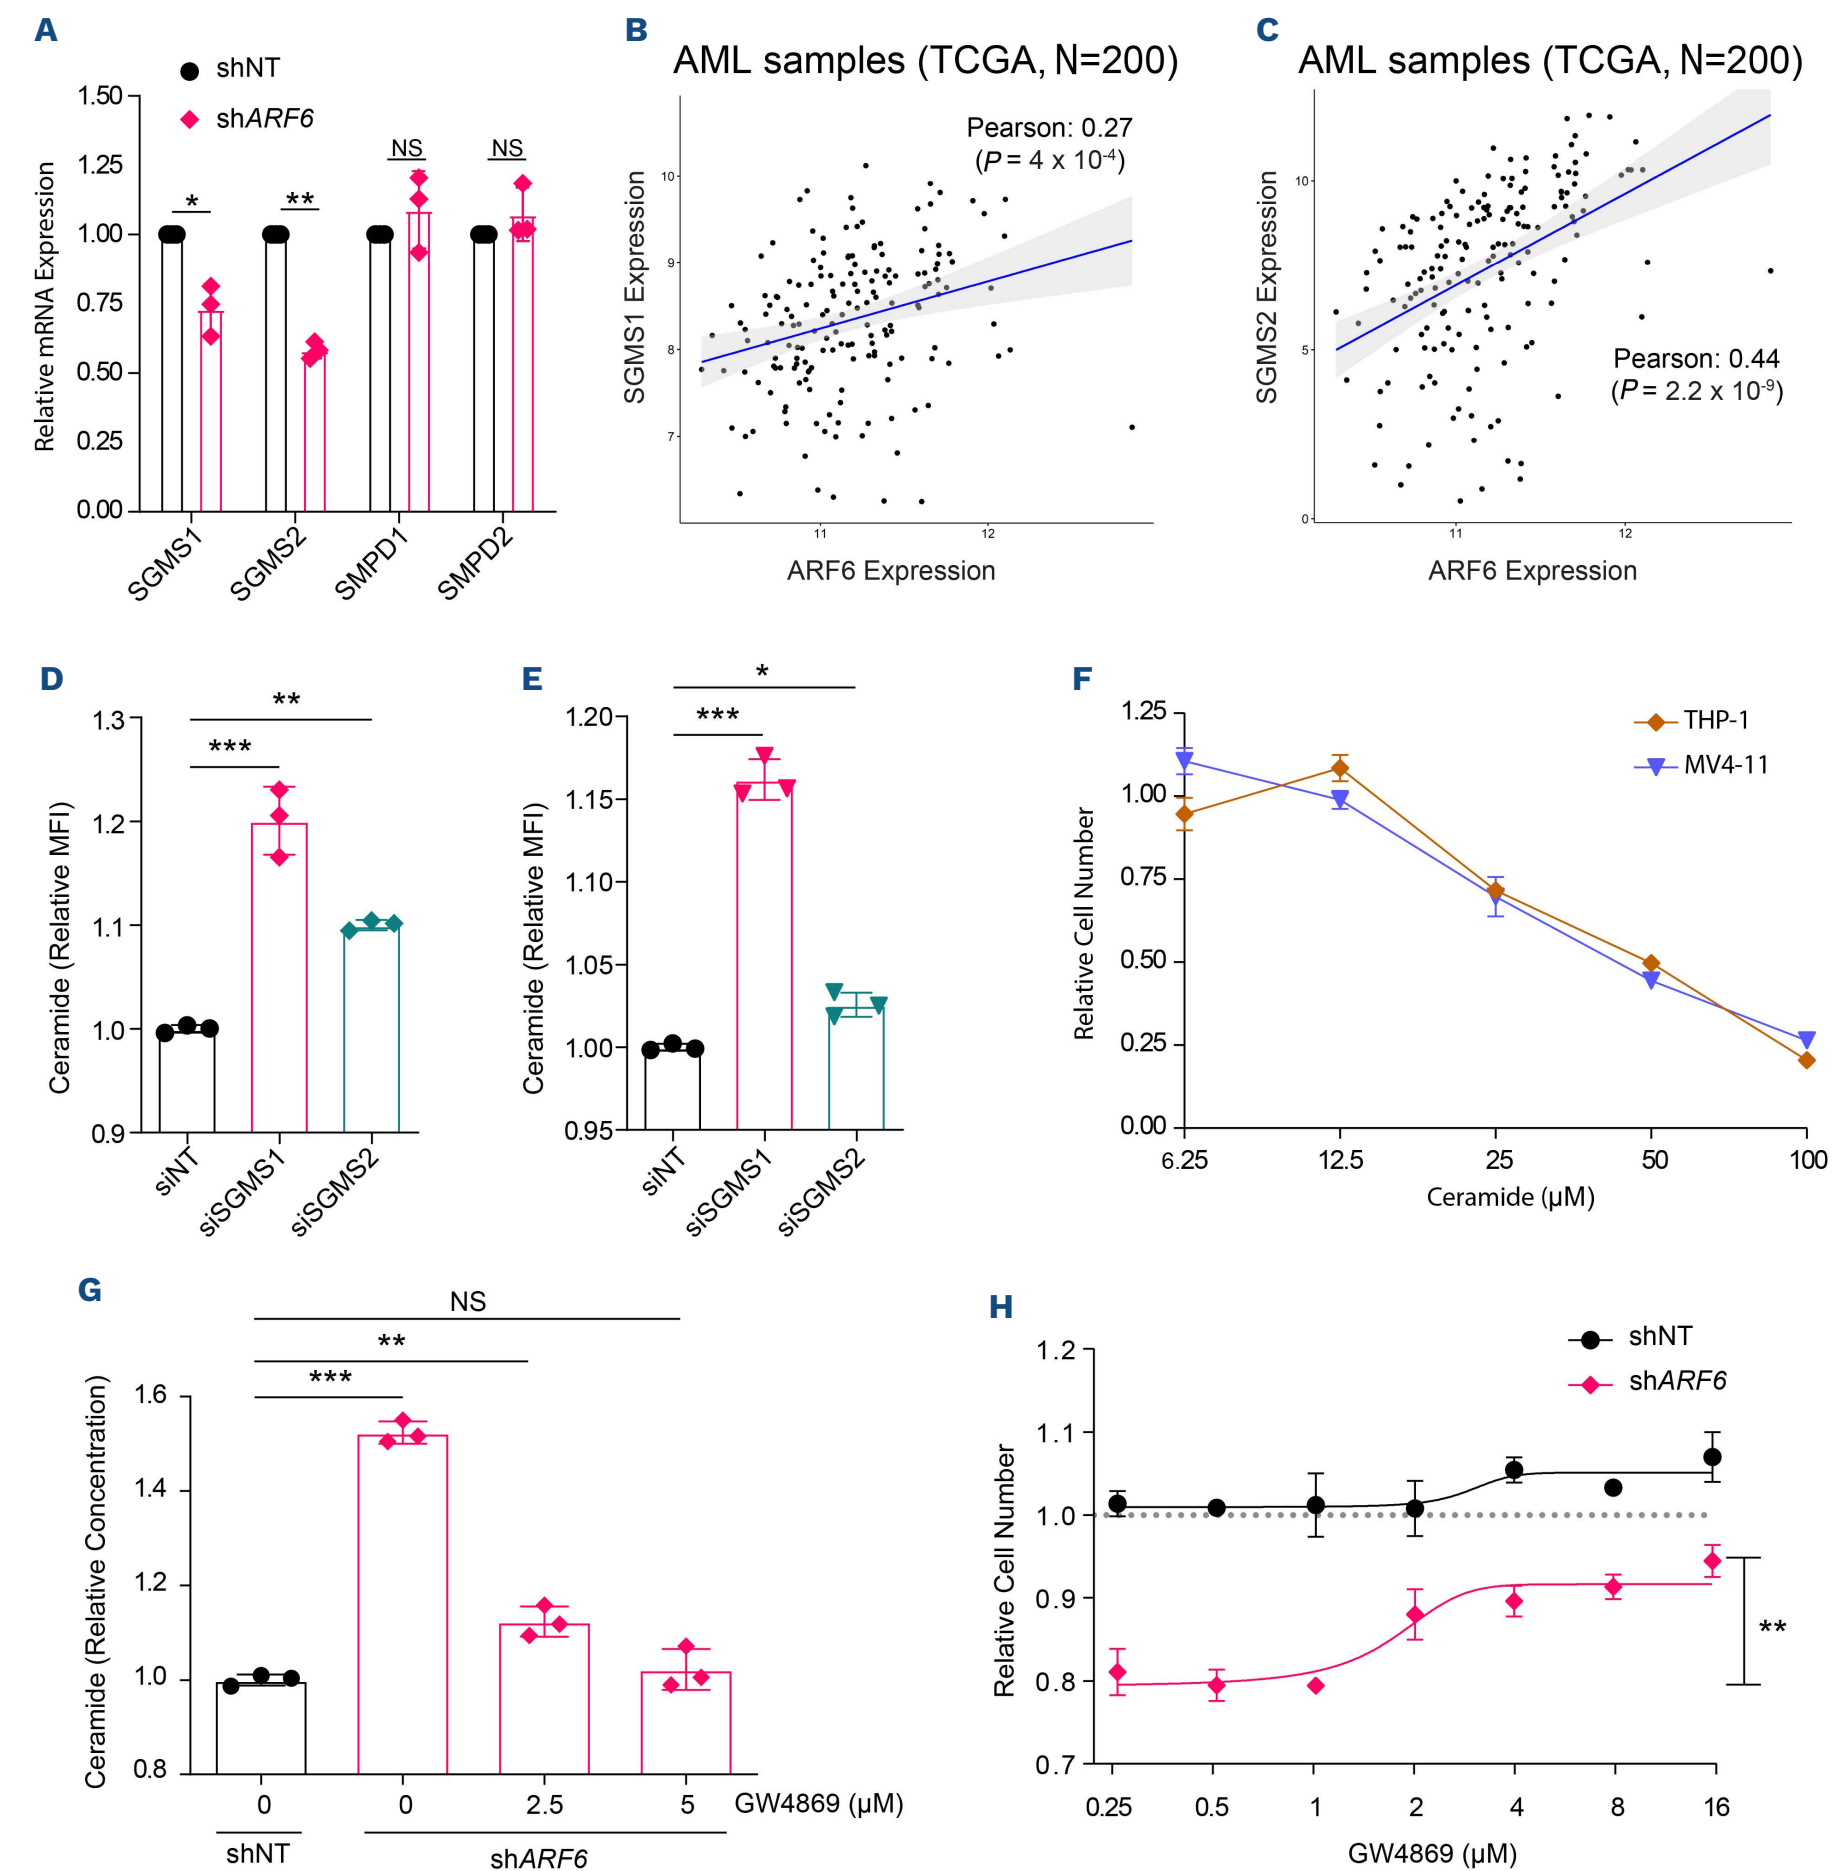 A
shNT
shARF6
1.50
1.25
1.00
0.75
0.50
0.25
0.00
Relative mRNA Expression
*
**
NS
NS
SGMS1
SGMS2
SMPD1
SMPD2
B
AML samples (TCGA, N=200)
Pearson: 0.27
(P = 4 x 10-4)
10
9
8
7
SGMS1 Expression
11
12
ARF6 Expression
C
AML samples (TCGA, N=200)
10
5
0
SGMS2 Expression
Pearson: 0.44
(P = 2.2 x 10-9)
11
12
ARF6 Expression
D
**
***
1.3
1.2
1.1
1.0
0.9
Ceramide (Relative MFI)
siNT
siSGMS1
siSGMS2
E
*
***
1.20
1.15
1.10
1.05
1.00
0.95
Ceramide (Relative MFI)
siNT
siSGMS1
siSGMS2
F
THP-1
MV4-11
1.25
1.00
0.75
0.50
0.25
0.00
Relative Cell Number
6.25
12.5
25
50
100
Ceramide (µM)
G
NS
**
***
1.6
1.4
1.2
1.0
0.8
Ceramide (Relative Concentration)
0
0
2.5
5
GW4869 (µM)
shNT
shARF6
H
shNT
shARF6
1.2
1.1
1.0
0.9
0.8
0.7
Relative Cell Number
**
0.25
0.5
1
2
4
8
16
GW4869 (µM)